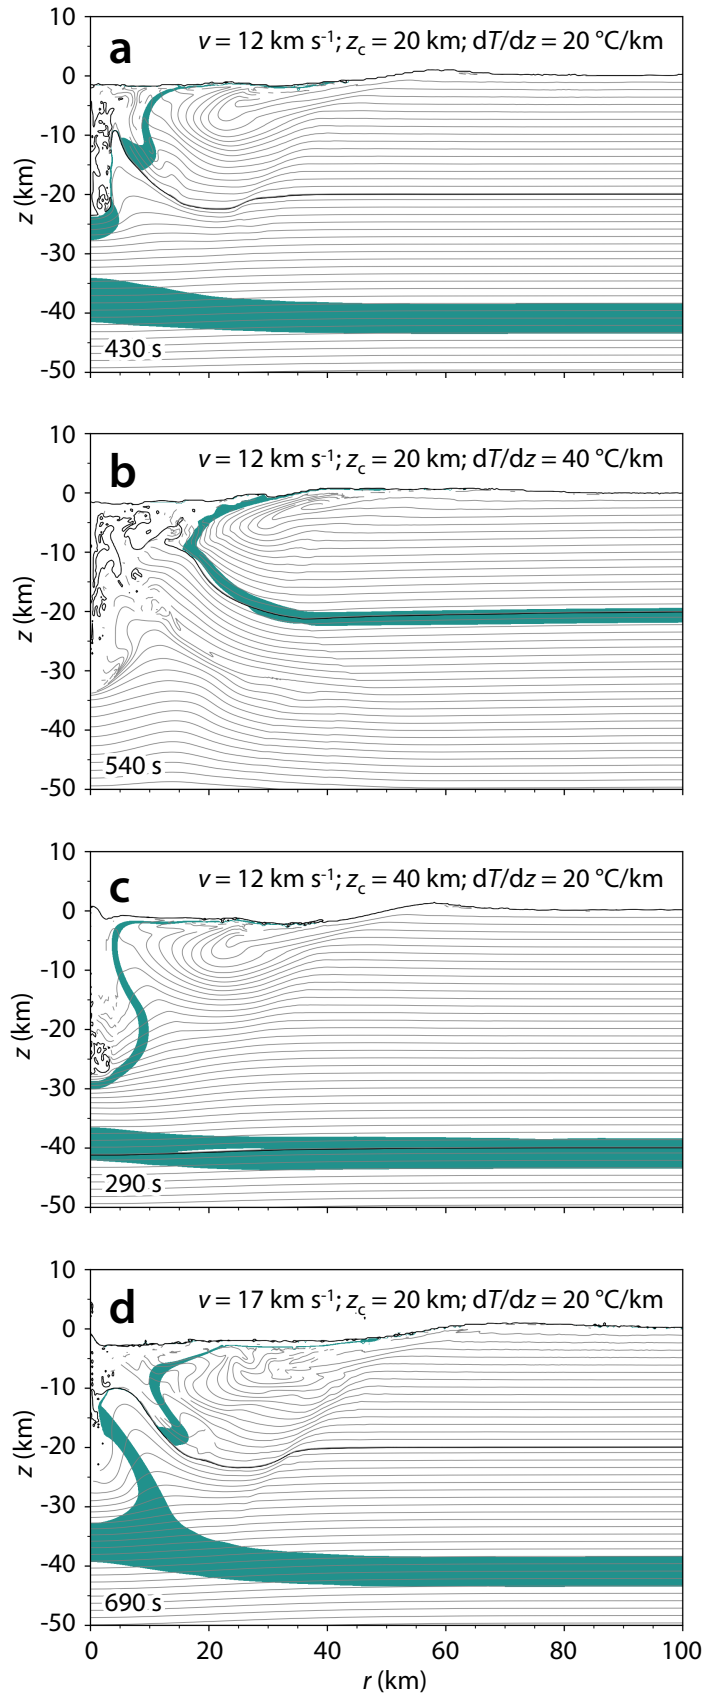 10
a
v = 12 km s⁻¹; z_c = 20 km; dT/dz = 20 °C/km
0
-10
z (km)
-20
-30
-40
430 s
-50
10
b
v = 12 km s⁻¹; z_c = 20 km; dT/dz = 40 °C/km
0
-10
z (km)
-20
-30
-40
540 s
-50
10
c
v = 12 km s⁻¹; z_c = 40 km; dT/dz = 20 °C/km
0
-10
z (km)
-20
-30
-40
290 s
-50
10
d
v = 17 km s⁻¹; z_c = 20 km; dT/dz = 20 °C/km
0
-10
z (km)
-20
-30
-40
690 s
-50
0 20 40 60 80 100
r (km)